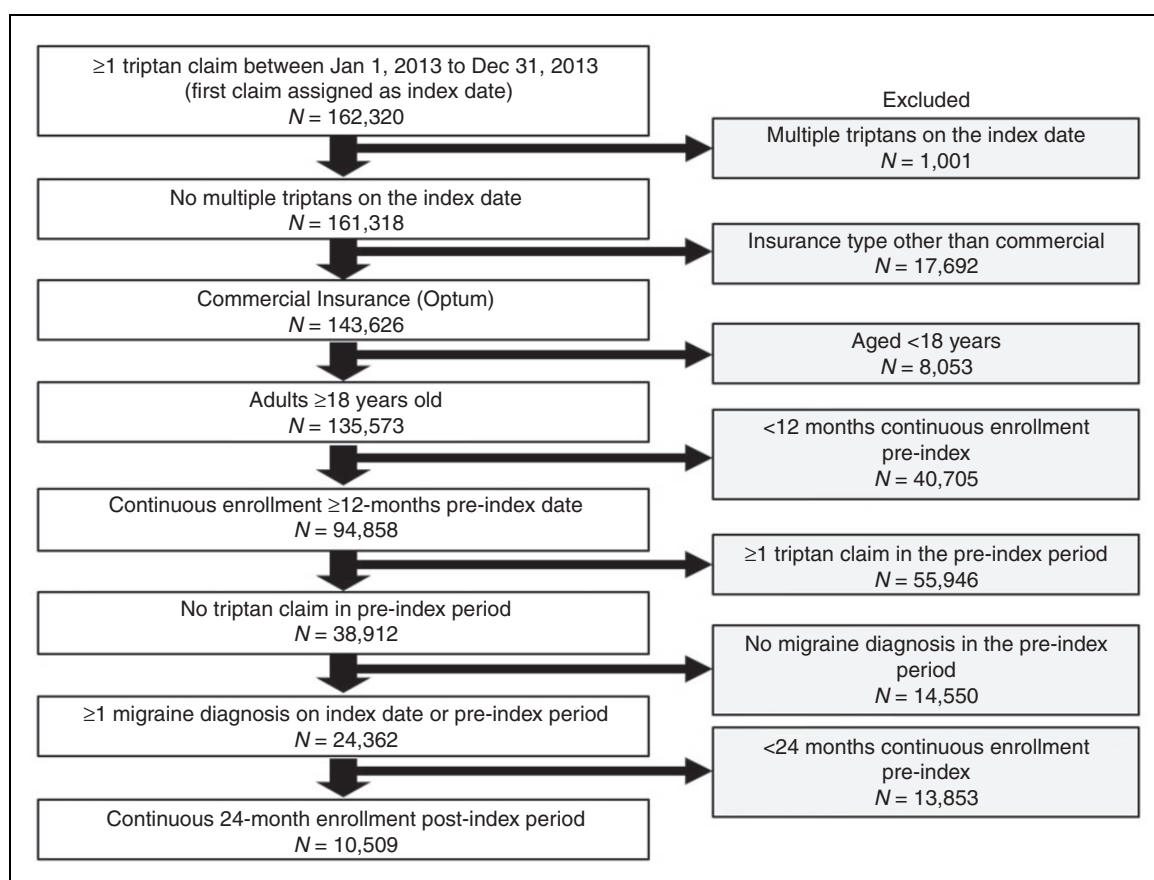 ≥1 triptan claim between Jan 1, 2013 to Dec 31, 2013
(first claim assigned as index date)
N = 162,320
Excluded
Multiple triptans on the index date
N = 1,001
No multiple triptans on the index date
N = 161,318
Insurance type other than commercial
N = 17,692
Commercial Insurance (Optum)
N = 143,626
Aged <18 years
N = 8,053
Adults ≥18 years old
N = 135,573
<12 months continuous enrollment
pre-index
N = 40,705
Continuous enrollment ≥12-months pre-index date
N = 94,858
≥1 triptan claim in the pre-index period
N = 55,946
No triptan claim in pre-index period
N = 38,912
No migraine diagnosis in the pre-index
period
N = 14,550
≥1 migraine diagnosis on index date or pre-index period
N = 24,362
<24 months continuous enrollment
pre-index
N = 13,853
Continuous 24-month enrollment post-index period
N = 10,509